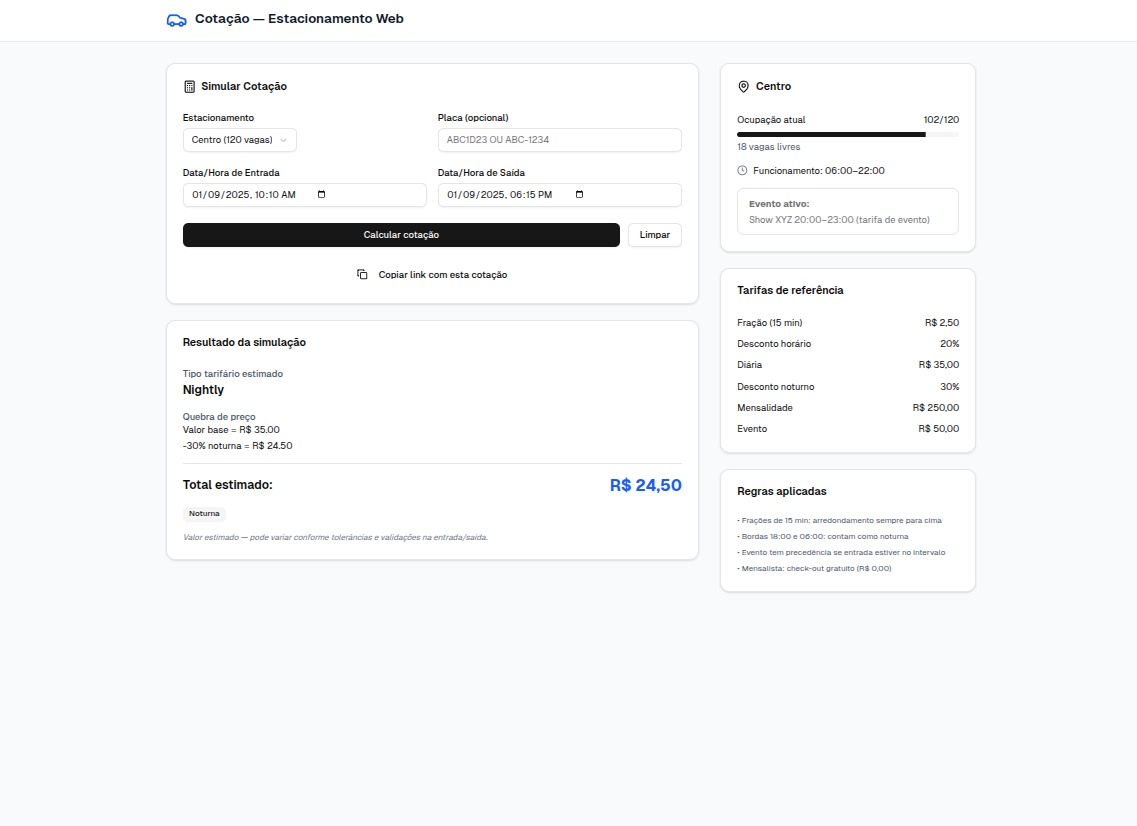 Cotação — Estacionamento Web
Simular Cotação
Estacionamento
Centro (120 vagas)
Placa (opcional)
ABC1D23 OU ABC-1234
Data/Hora de Entrada
01/09/2025, 10:10 AM
Data/Hora de Saída
01/09/2025, 06:15 PM
Calcular cotação
Limpar
Copiar link com esta cotação
Resultado da simulação
Tipo tarifário estimado
Nightly
Quebra de preço
Valor base = R$ 35.00
-30% noturna = R$ 24.50
Total estimado:
R$ 24,50
Noturna
Valor estimado — pode variar conforme tolerâncias e validações na entrada/saída.
Centro
Ocupação atual
102/120
18 vagas livres
Funcionamento: 06:00–22:00
Evento ativo:
Show XYZ 20:00–23:00 (tarifa de evento)
Tarifas de referência
Fração (15 min)
R$ 2,50
Desconto horário
20%
Diária
R$ 35,00
Desconto noturno
30%
Mensalidade
R$ 250,00
Evento
R$ 50,00
Regras aplicadas
• Frações de 15 min: arredondamento sempre para cima
• Bordas 18:00 e 06:00: contam como noturna
• Evento tem precedência se entrada estiver no intervalo
• Mensalista: check-out gratuito (R$ 0,00)